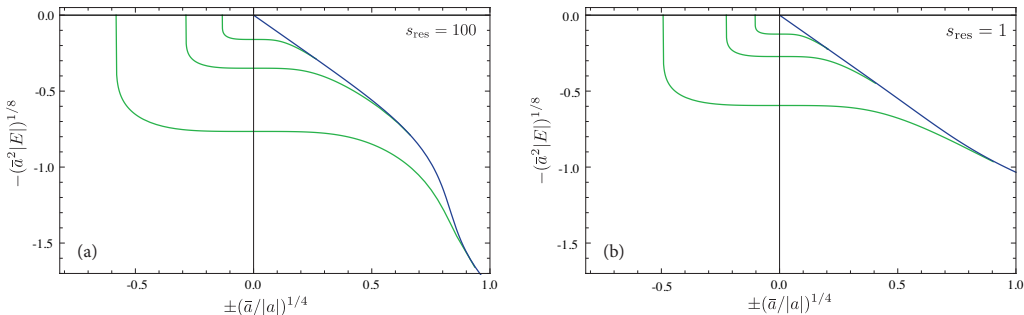 0.0
-0.5
-1.0
-1.5
-0.5
0.0
0.5
1.0
−(ā²|E|)^{1/8}
±(ā/|a|)^{1/4}
s_res = 100
(a)
0.0
-0.5
-1.0
-1.5
-0.5
0.0
0.5
1.0
−(ā²|E|)^{1/8}
±(ā/|a|)^{1/4}
s_res = 1
(b)